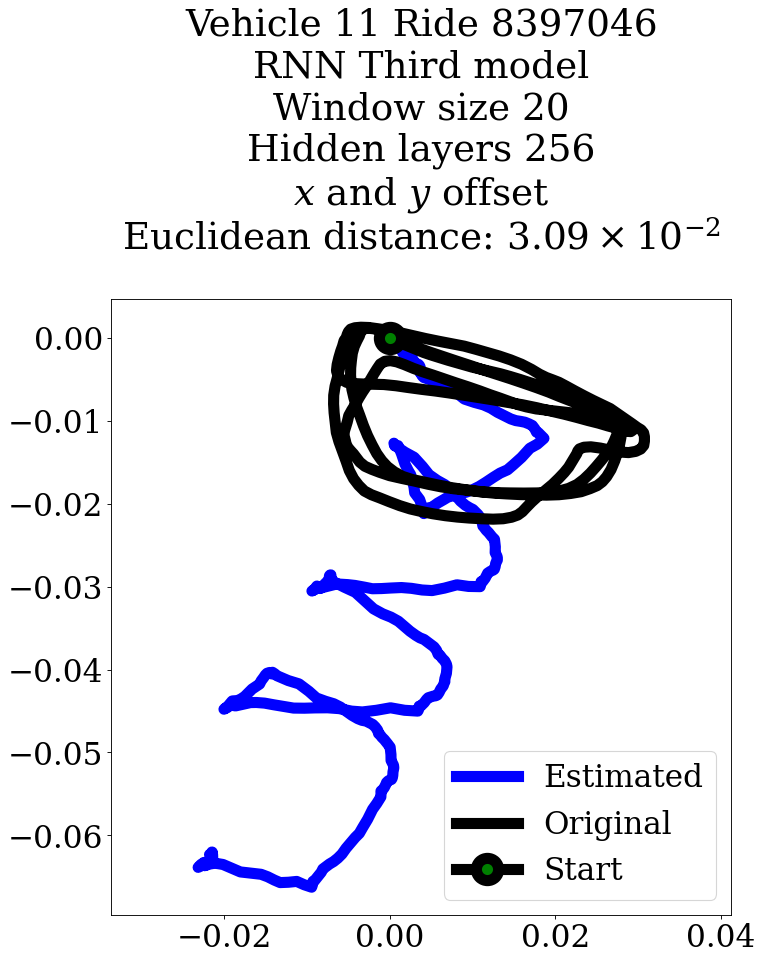 Vehicle 11 Ride 8397046
RNN Third model
Window size 20
Hidden layers 256
x and y offset
Euclidean distance: 3.09 × 10⁻²
0.00
−0.01
−0.02
−0.03
−0.04
−0.05
−0.06
Estimated
Original
Start
−0.02 0.00 0.02 0.04